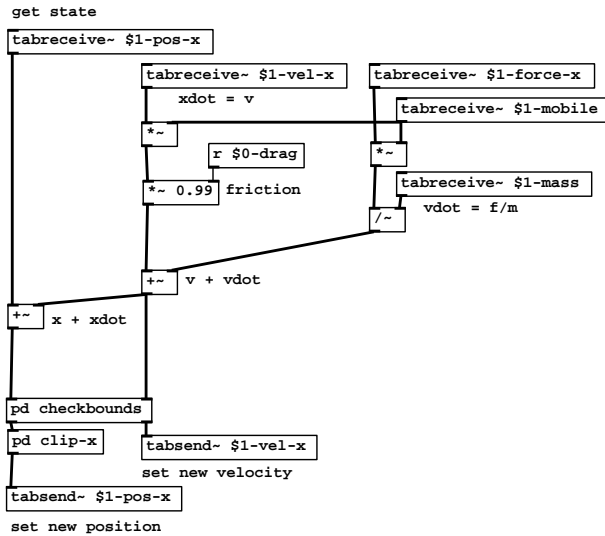 get state
tabreceive~ $1-pos-x
tabreceive~ $1-vel-x
tabreceive~ $1-force-x
xdot = v
tabreceive~ $1-mobile
*~
r $0-drag
*~
*~ 0.99
friction
tabreceive~ $1-mass
vdot = f/m
/~
+~
v + vdot
+~
x + xdot
pd checkbounds
pd clip-x
tabsend~ $1-vel-x
set new velocity
tabsend~ $1-pos-x
set new position